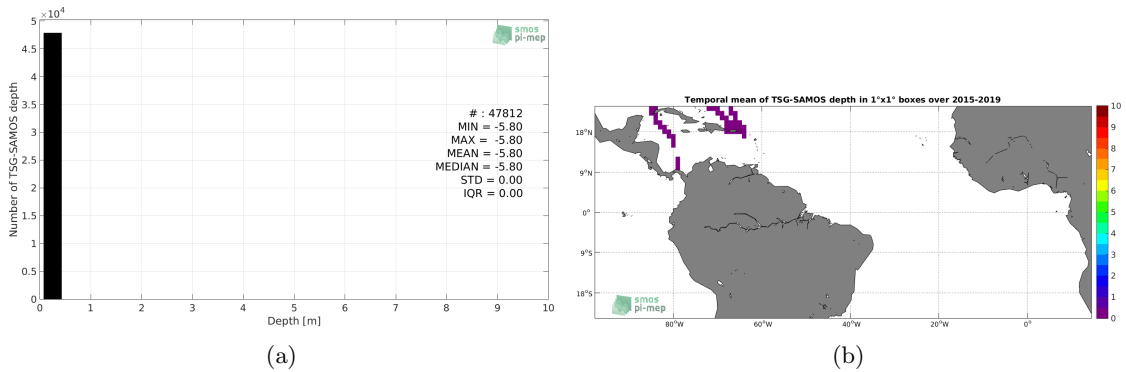 ×10⁴
5
4.5
4
3.5
3
2.5
2
1.5
1
0.5
0
Number of TSG-SAMOS depth
smos
pi-mep
# : 47812
MIN = -5.80
MAX = -5.80
MEAN = -5.80
MEDIAN = -5.80
STD = 0.00
IQR = 0.00
0 1 2 3 4 5 6 7 8 9 10
Depth [m]
(a)
Temporal mean of TSG-SAMOS depth in 1°x1° boxes over 2015-2019
18°N
9°N
0°
9°S
18°S
smos
pi-mep
80°W 60°W 40°W 20°W 0°
10
9
8
7
6
5
4
3
2
1
0
(b)